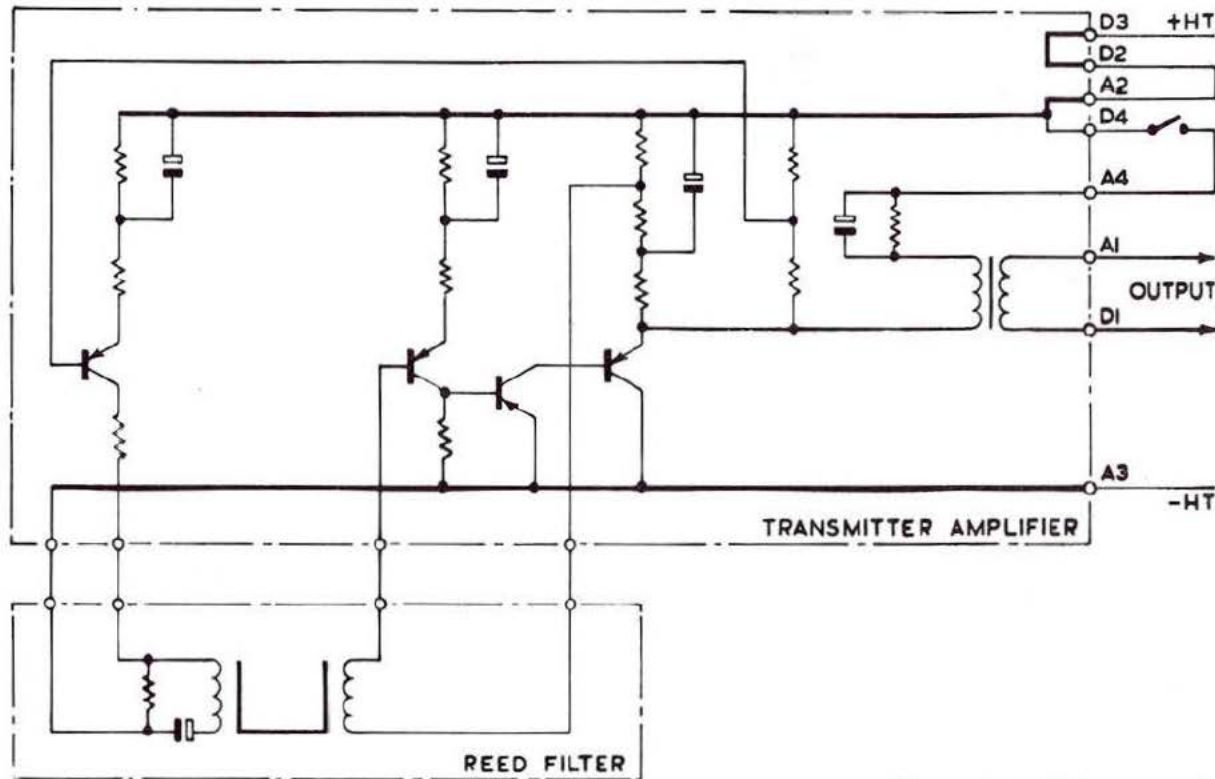 D3 +HT
D2
A2
D4
A4
A1
OUTPUT
D1
A3
-HT
TRANSMITTER AMPLIFIER
REED FILTER